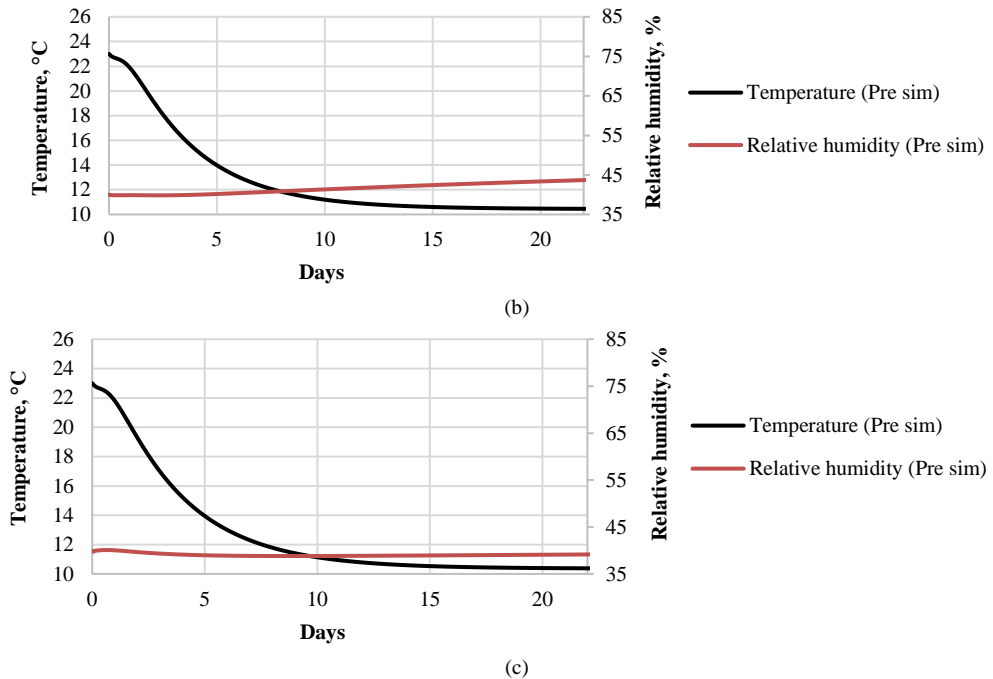 26
24
22
20
18
16
14
12
10
Temperature, °C
85
75
65
55
45
35
Relative humidity, %
0 5 10 15 20
Days
Temperature (Pre sim)
Relative humidity (Pre sim)
(b)
26
24
22
20
18
16
14
12
10
Temperature, °C
85
75
65
55
45
35
Relative humidity, %
0 5 10 15 20
Days
Temperature (Pre sim)
Relative humidity (Pre sim)
(c)